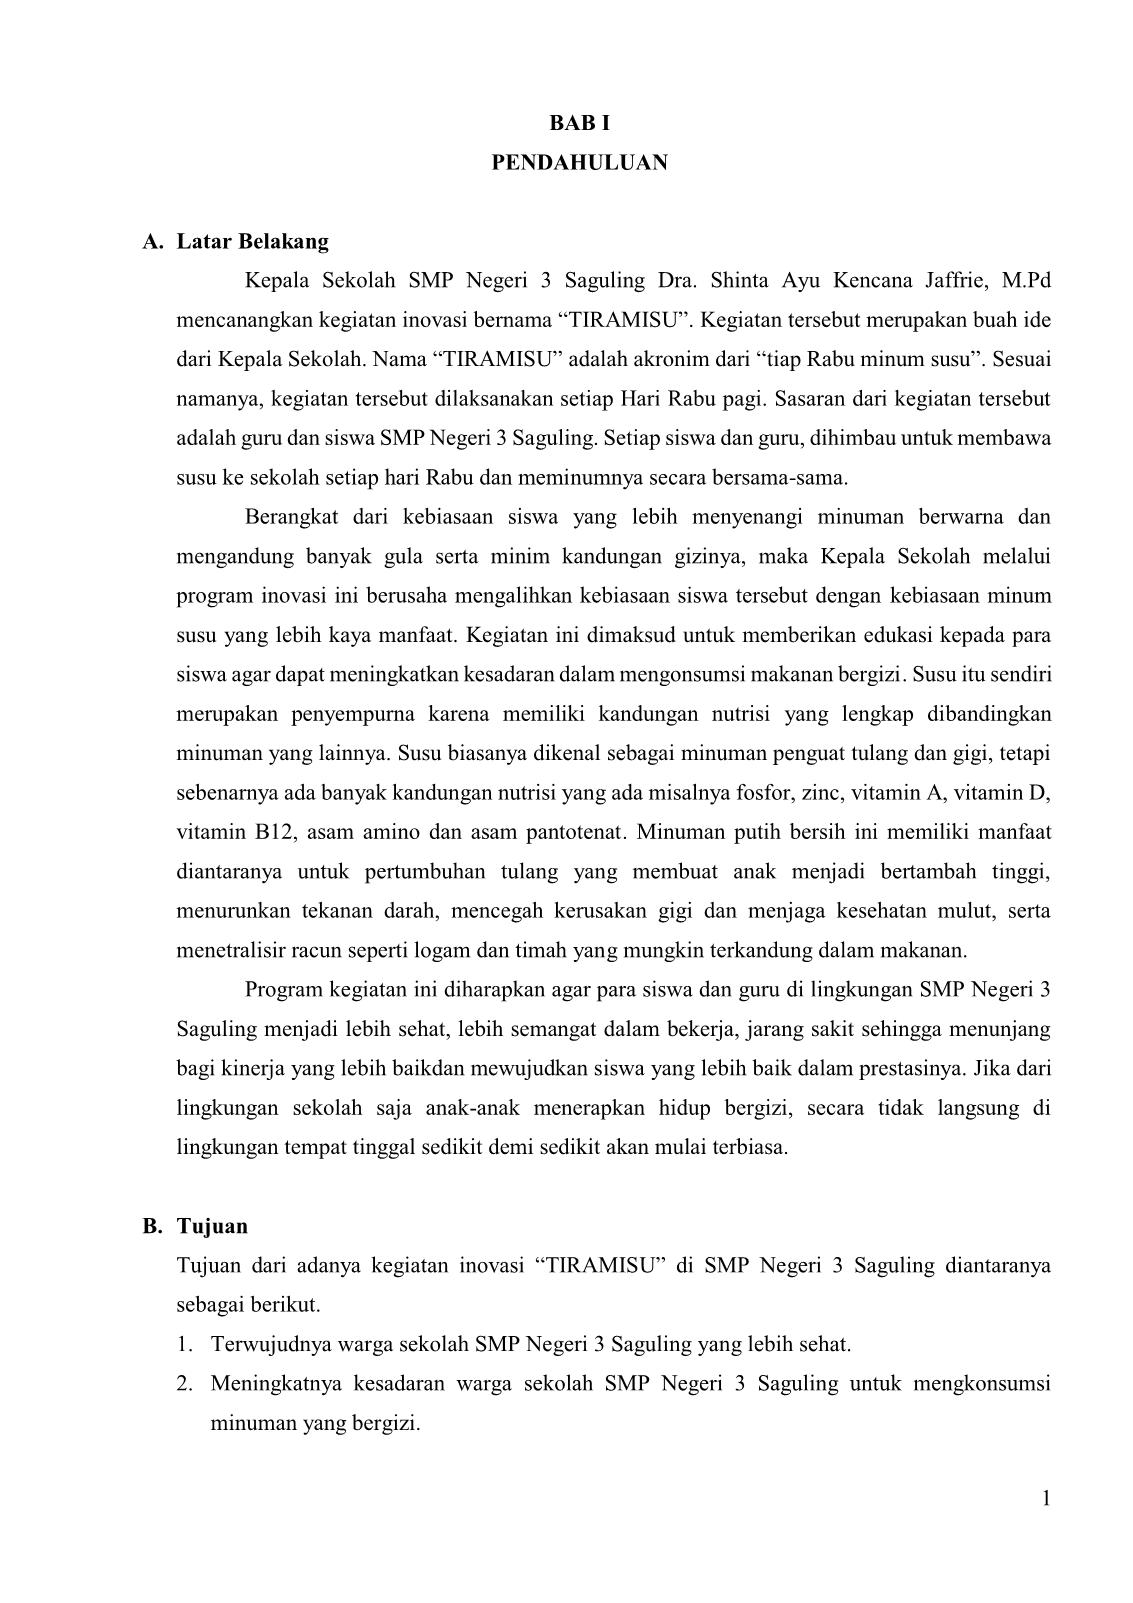 BAB I
PENDAHULUAN
A. Latar Belakang
Kepala Sekolah SMP Negeri 3 Saguling Dra. Shinta Ayu Kencana Jaffrie, M.Pd
mencanangkan kegiatan inovasi bernama “TIRAMISU”. Kegiatan tersebut merupakan buah ide
dari Kepala Sekolah. Nama “TIRAMISU” adalah akronim dari “tiap Rabu minum susu”. Sesuai
namanya, kegiatan tersebut dilaksanakan setiap Hari Rabu pagi. Sasaran dari kegiatan tersebut
adalah guru dan siswa SMP Negeri 3 Saguling. Setiap siswa dan guru, dihimbau untuk membawa
susu ke sekolah setiap hari Rabu dan meminumnya secara bersama-sama.
Berangkat dari kebiasaan siswa yang lebih menyenangi minuman berwarna dan
mengandung banyak gula serta minim kandungan gizinya, maka Kepala Sekolah melalui
program inovasi ini berusaha mengalihkan kebiasaan siswa tersebut dengan kebiasaan minum
susu yang lebih kaya manfaat. Kegiatan ini dimaksud untuk memberikan edukasi kepada para
siswa agar dapat meningkatkan kesadaran dalam mengonsumsi makanan bergizi. Susu itu sendiri
merupakan penyempurna karena memiliki kandungan nutrisi yang lengkap dibandingkan
minuman yang lainnya. Susu biasanya dikenal sebagai minuman penguat tulang dan gigi, tetapi
sebenarnya ada banyak kandungan nutrisi yang ada misalnya fosfor, zinc, vitamin A, vitamin D,
vitamin B12, asam amino dan asam pantotenat. Minuman putih bersih ini memiliki manfaat
diantaranya untuk pertumbuhan tulang yang membuat anak menjadi bertambah tinggi,
menurunkan tekanan darah, mencegah kerusakan gigi dan menjaga kesehatan mulut, serta
menetralisir racun seperti logam dan timah yang mungkin terkandung dalam makanan.
Program kegiatan ini diharapkan agar para siswa dan guru di lingkungan SMP Negeri 3
Saguling menjadi lebih sehat, lebih semangat dalam bekerja, jarang sakit sehingga menunjang
bagi kinerja yang lebih baikdan mewujudkan siswa yang lebih baik dalam prestasinya. Jika dari
lingkungan sekolah saja anak-anak menerapkan hidup bergizi, secara tidak langsung di
lingkungan tempat tinggal sedikit demi sedikit akan mulai terbiasa.
B. Tujuan
Tujuan dari adanya kegiatan inovasi “TIRAMISU” di SMP Negeri 3 Saguling diantaranya
sebagai berikut.
1. Terwujudnya warga sekolah SMP Negeri 3 Saguling yang lebih sehat.
2. Meningkatnya kesadaran warga sekolah SMP Negeri 3 Saguling untuk mengkonsumsi
minuman yang bergizi.
1